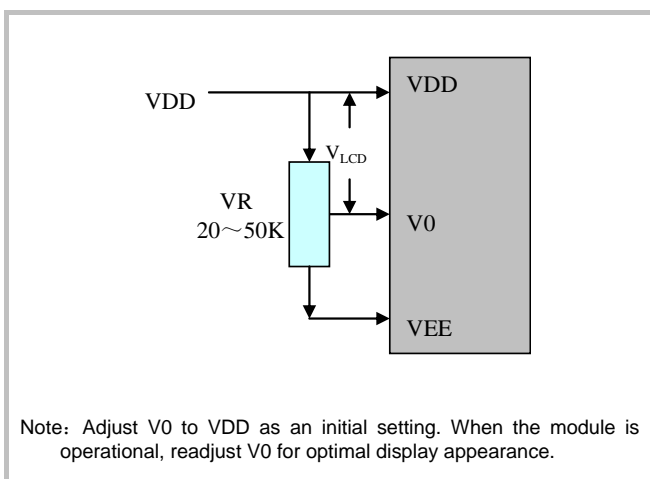 VDD
VDD
V_LCD
VR
20～50K
V0
VEE
Note：Adjust V0 to VDD as an initial setting. When the module is
operational, readjust V0 for optimal display appearance.